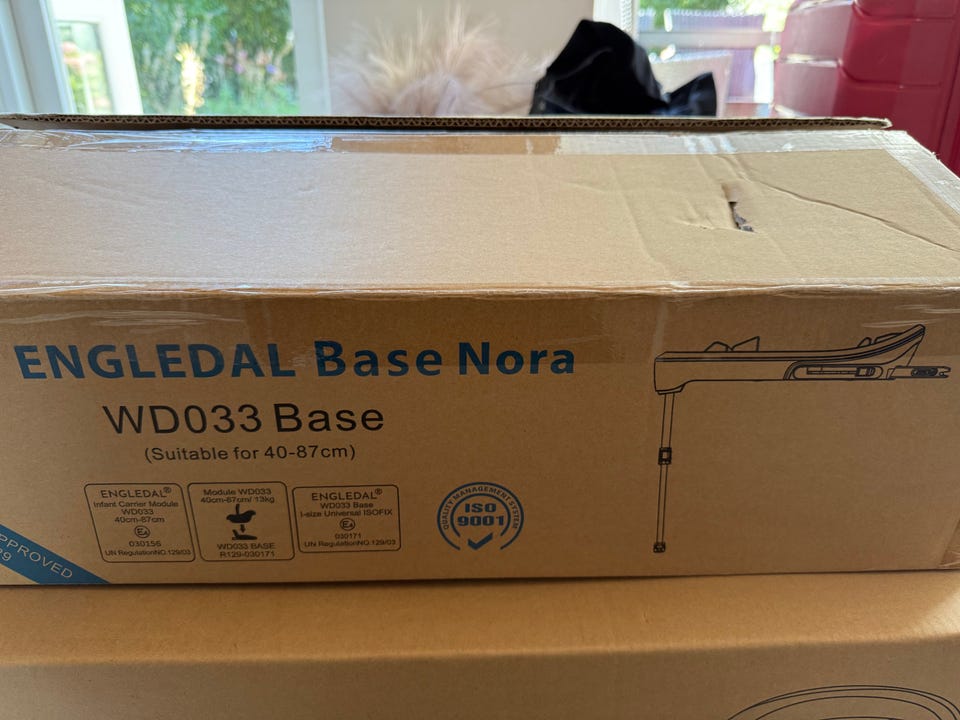 ENGLEDAL Base Nora
WD033 Base
(Suitable for 40-87cm)
ENGLEDAL®
Infant Carrier Module
WD033
40cm-87cm
E4
030156
UN RegulationNO.129/03
Module WD033
40cm-87cm/ 13kg
WD033 BASE
R129-030171
ENGLEDAL®
WD033 Base
I-size Universal ISOFIX
E4
030171
UN RegulationNO.129/03
QUALITY MANAGEMENT SYSTEM
ISO
9001
APPROVED